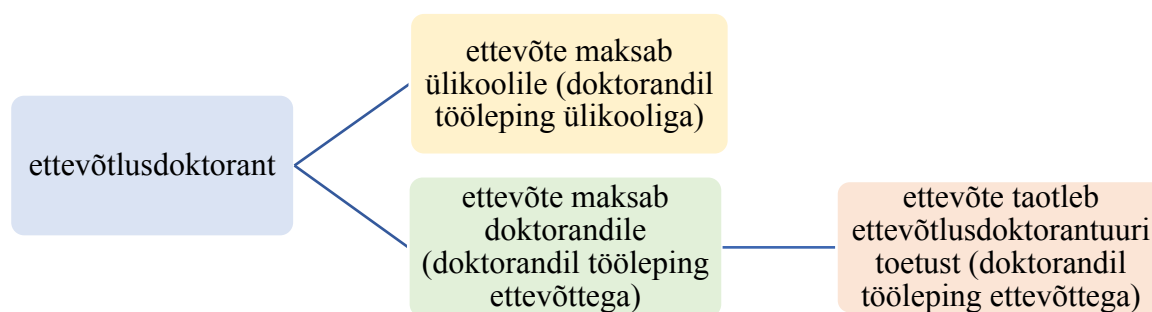 ettevõtlusdoktorant
ettevõte maksab
ülikoolile (doktorandil
tööleping ülikooliga)
ettevõte maksab
doktorandile
(doktorandil tööleping
ettevõttega)
ettevõte taotleb
ettevõtlusdoktorantuuri
toetust (doktorandil
tööleping ettevõttega)